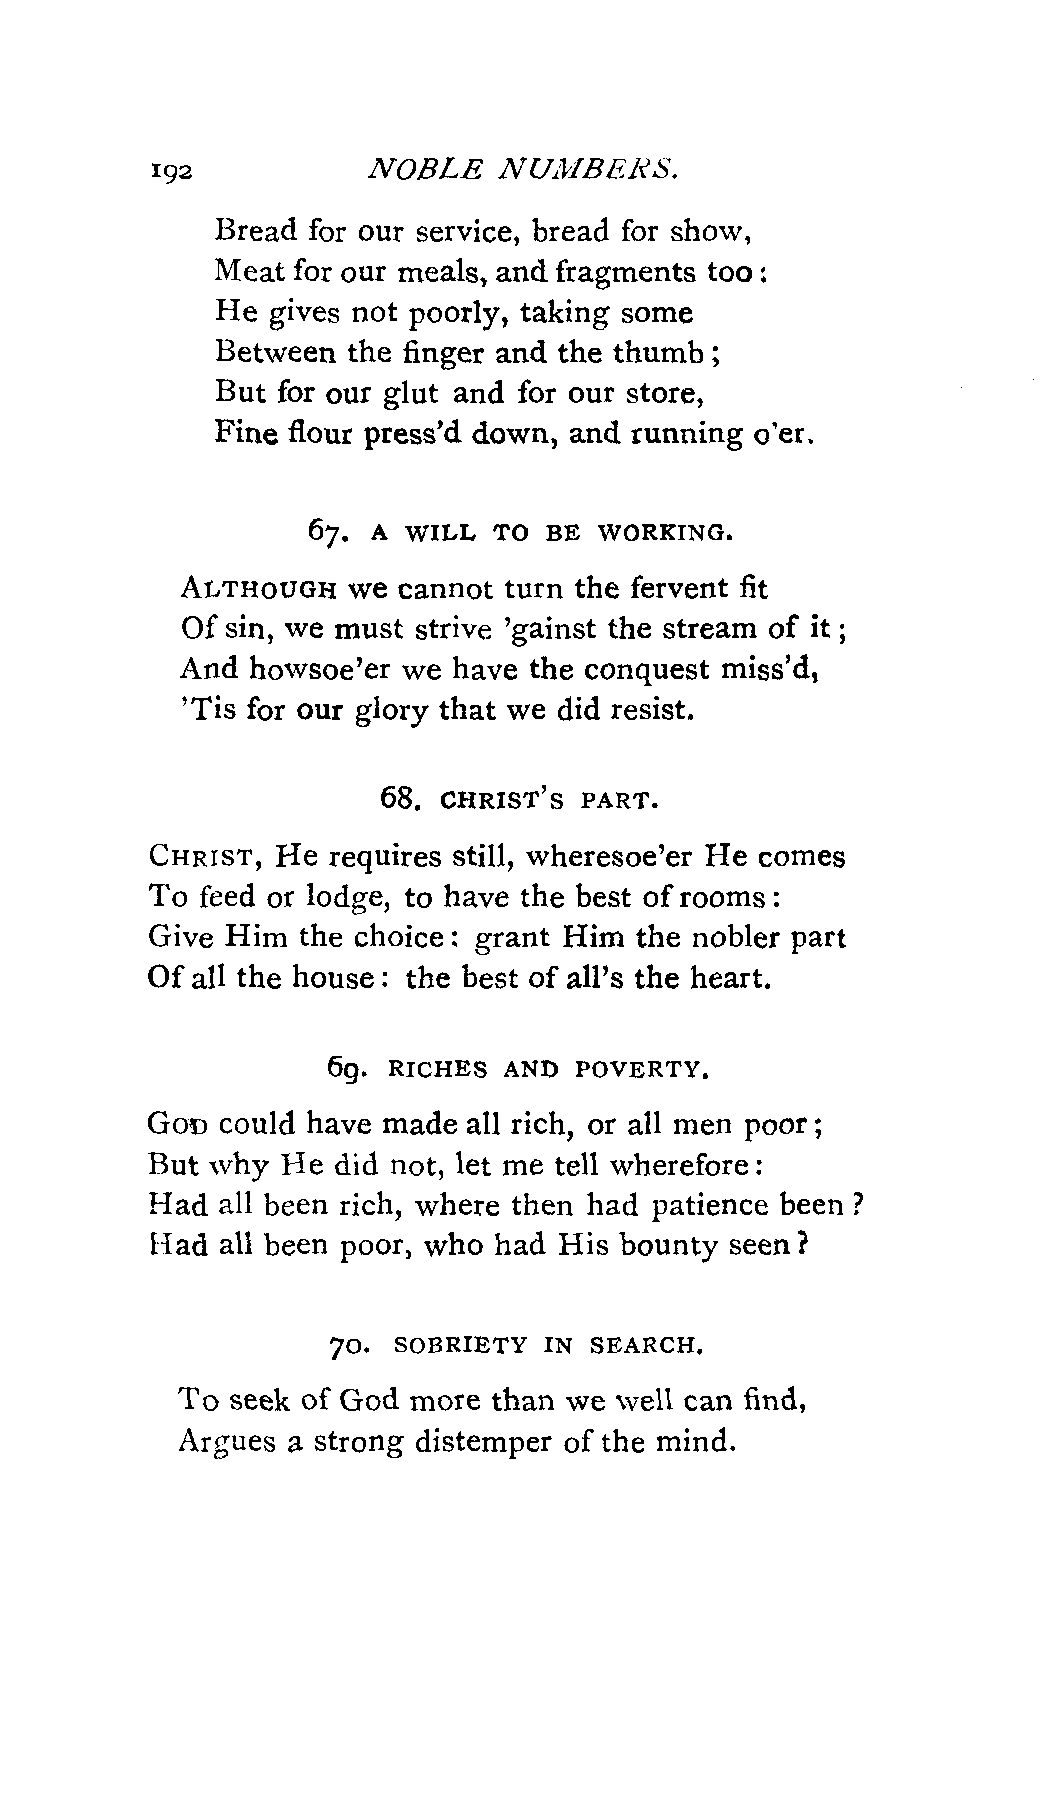 192 NOBLE NUMBERS.
Bread for our service, bread for show,
Meat for our meals, and fragments too :
He gives not poorly, taking some
Between the finger and the thumb ;
But for our glut and for our store,
Fine flour press'd down, and running o'er.
67. A WILL TO BE WORKING.
ALTHOUGH we cannot turn the fervent fit
Of sin, we must strive 'gainst the stream of it ;
And howsoe'er we have the conquest miss'd,
'Tis for our glory that we did resist.
68. CHRIST'S PART.
CHRIST, He requires still, wheresoe'er He comes
To feed or lodge, to have the best of rooms :
Give Him the choice : grant Him the nobler part
Of all the house : the best of all's the heart.
69. RICHES AND POVERTY.
GOD could have made all rich, or all men poor ;
But why He did not, let me tell wherefore :
Had all been rich, where then had patience been ?
Had all been poor, who had His bounty seen ?
70. SOBRIETY IN SEARCH.
To seek of God more than we well can find,
Argues a strong distemper of the mind.